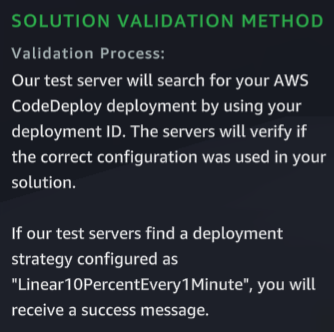 SOLUTION VALIDATION METHOD
Validation Process:
Our test server will search for your AWS
CodeDeploy deployment by using your
deployment ID. The servers will verify if
the correct configuration was used in your
solution.
If our test servers find a deployment
strategy configured as
"Linear10PercentEvery1Minute", you will
receive a success message.